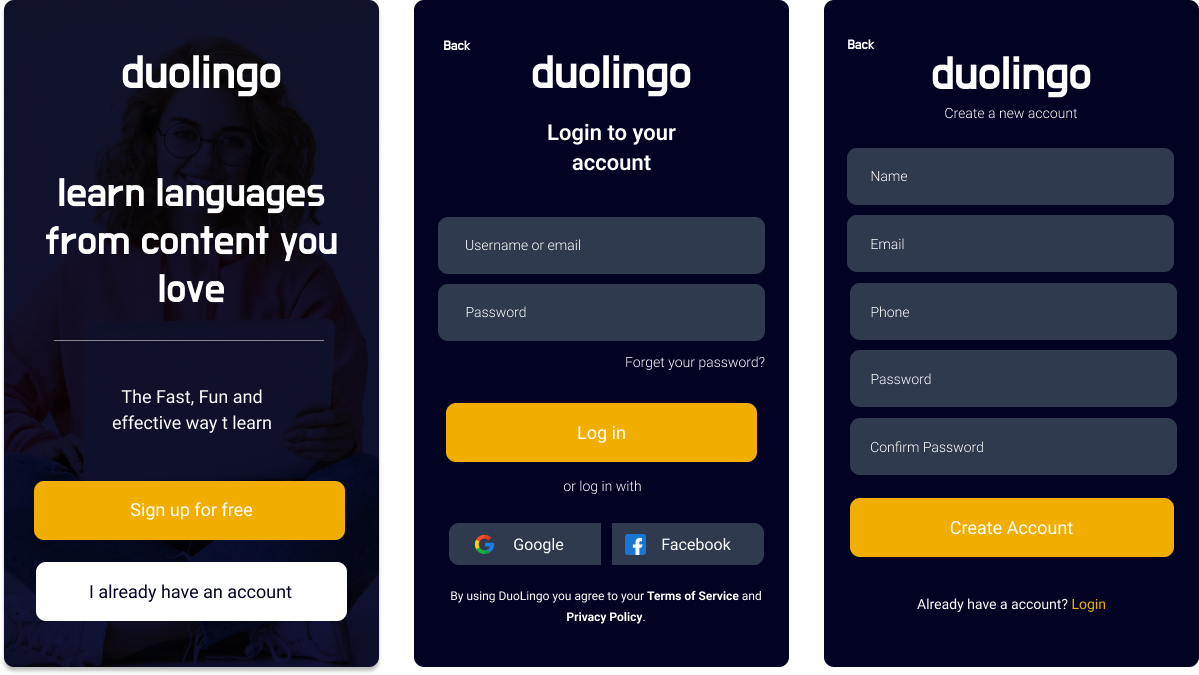 duolingo
learn languages
from content you
love
The Fast, Fun and
effective way t learn
Sign up for free
I already have an account
Back
duolingo
Login to your
account
Username or email
Password
Forget your password?
Log in
or log in with
Google
Facebook
By using DuoLingo you agree to your Terms of Service and
Privacy Policy.
Back
duolingo
Create a new account
Name
Email
Phone
Password
Confirm Password
Create Account
Already have a account? Login